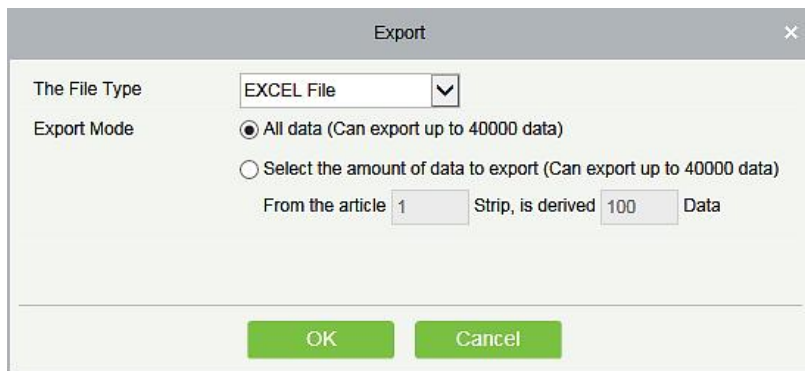 Export
The File Type EXCEL File
Export Mode All data (Can export up to 40000 data)
Select the amount of data to export (Can export up to 40000 data)
From the article 1 Strip, is derived 100 Data
OK Cancel